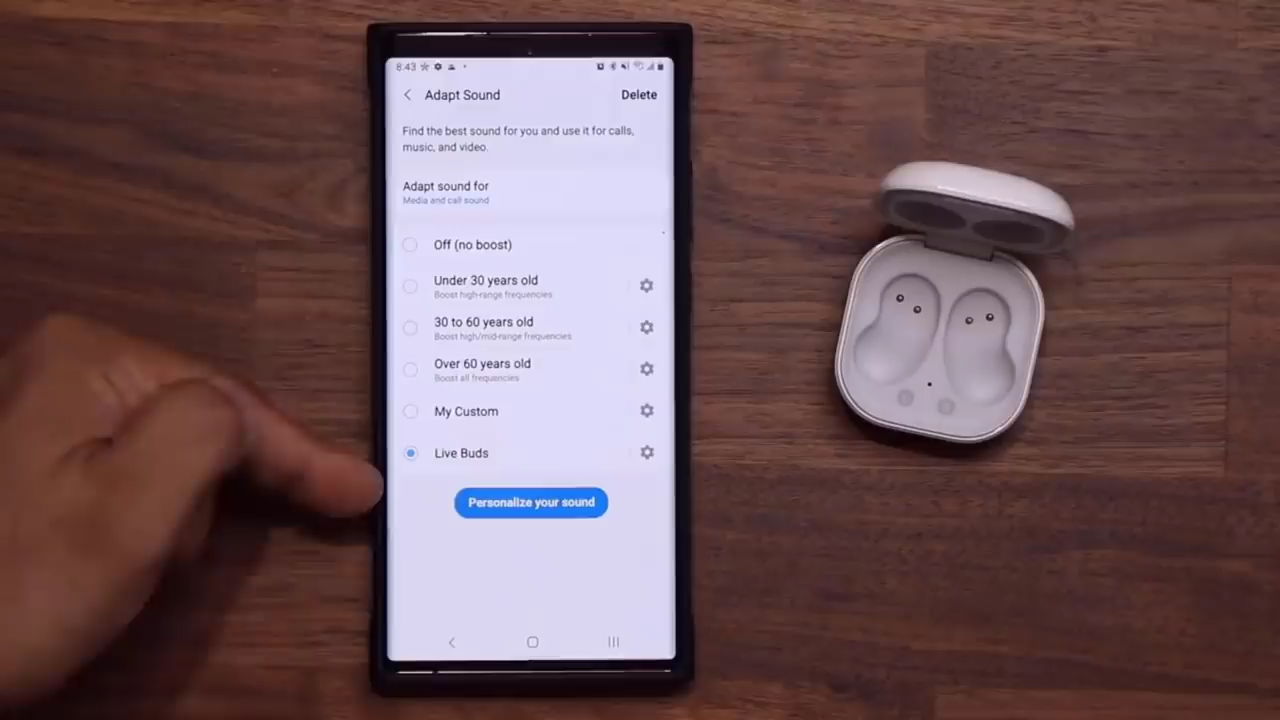 8:43
Adapt Sound
Delete
Find the best sound for you and use it for calls,
music, and video.
Adapt sound for
Media and call sound
Off (no boost)
Under 30 years old
Boost high-range frequencies
30 to 60 years old
Boost high/mid-range frequencies
Over 60 years old
Boost all frequencies
My Custom
Live Buds
Personalize your sound